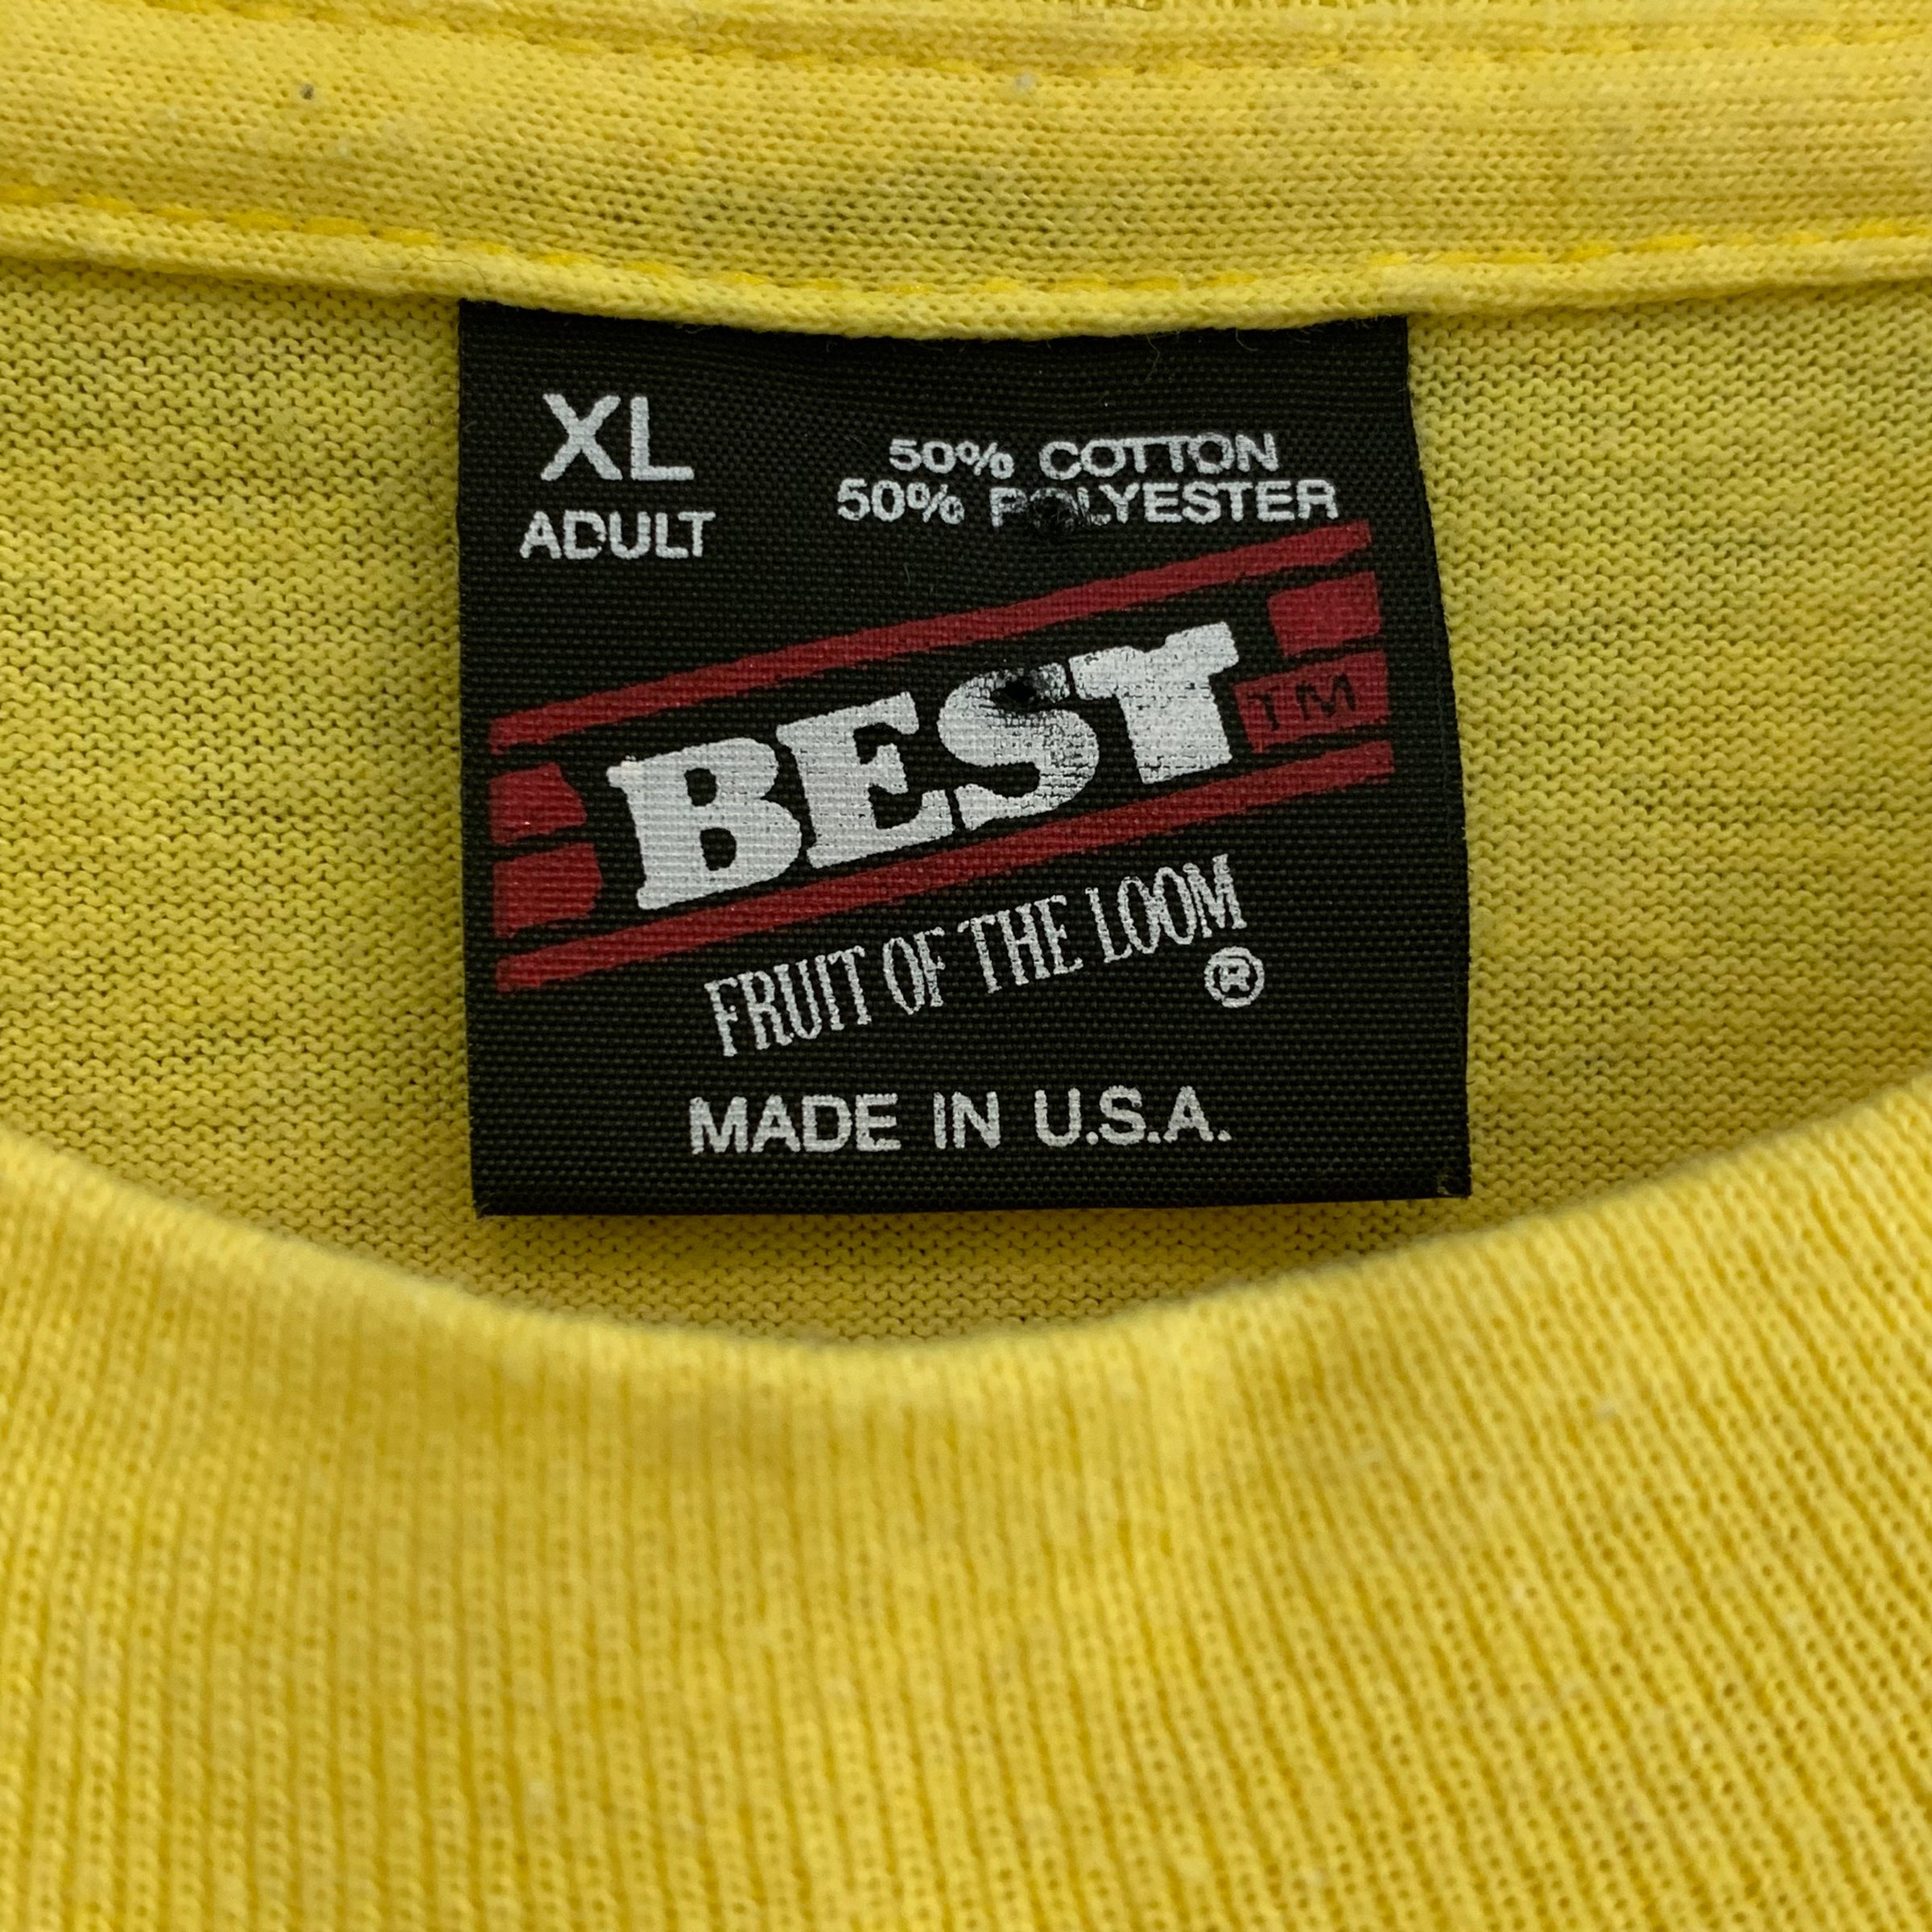 XL
ADULT
50% COTTON
50% POLYESTER
BEST TM
FRUIT OF THE LOOM
®
MADE IN U.S.A.